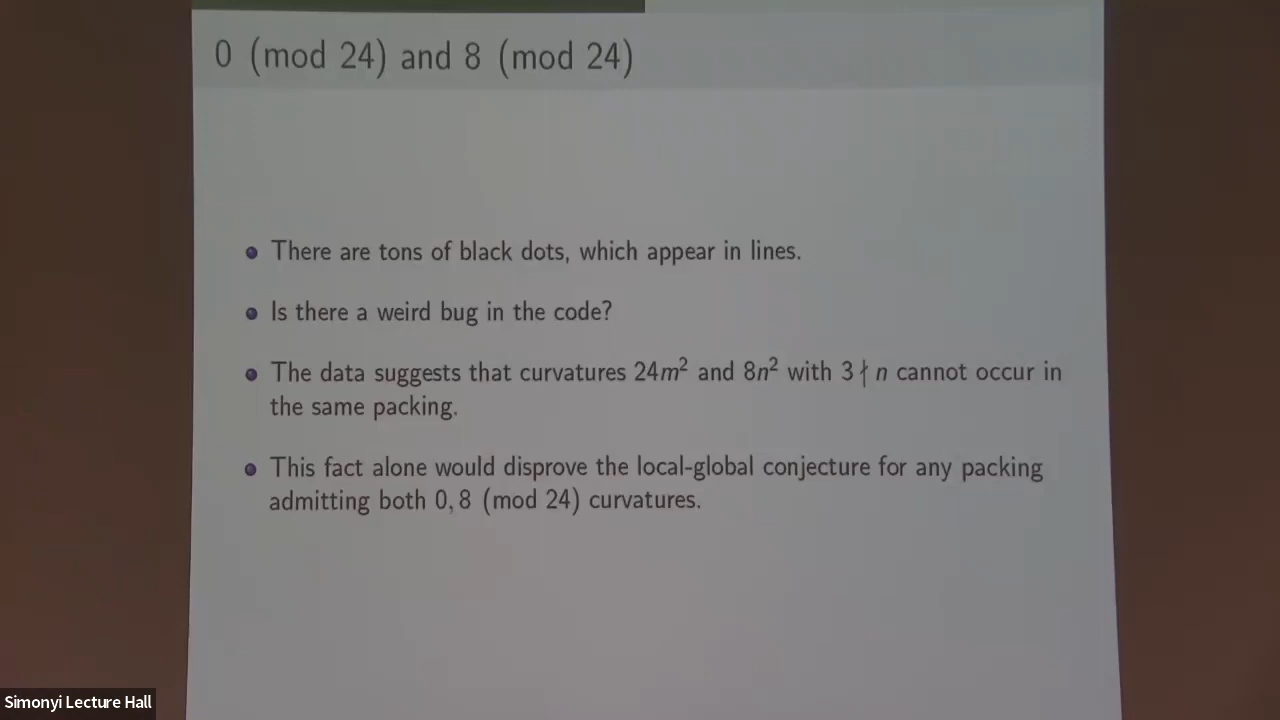 0 (mod 24) and 8 (mod 24)
There are tons of black dots, which appear in lines.
Is there a weird bug in the code?
The data suggests that curvatures 24m² and 8n² with 3 ∤ n cannot occur in
the same packing.
This fact alone would disprove the local-global conjecture for any packing
admitting both 0, 8 (mod 24) curvatures.
Simonyi Lecture Hall